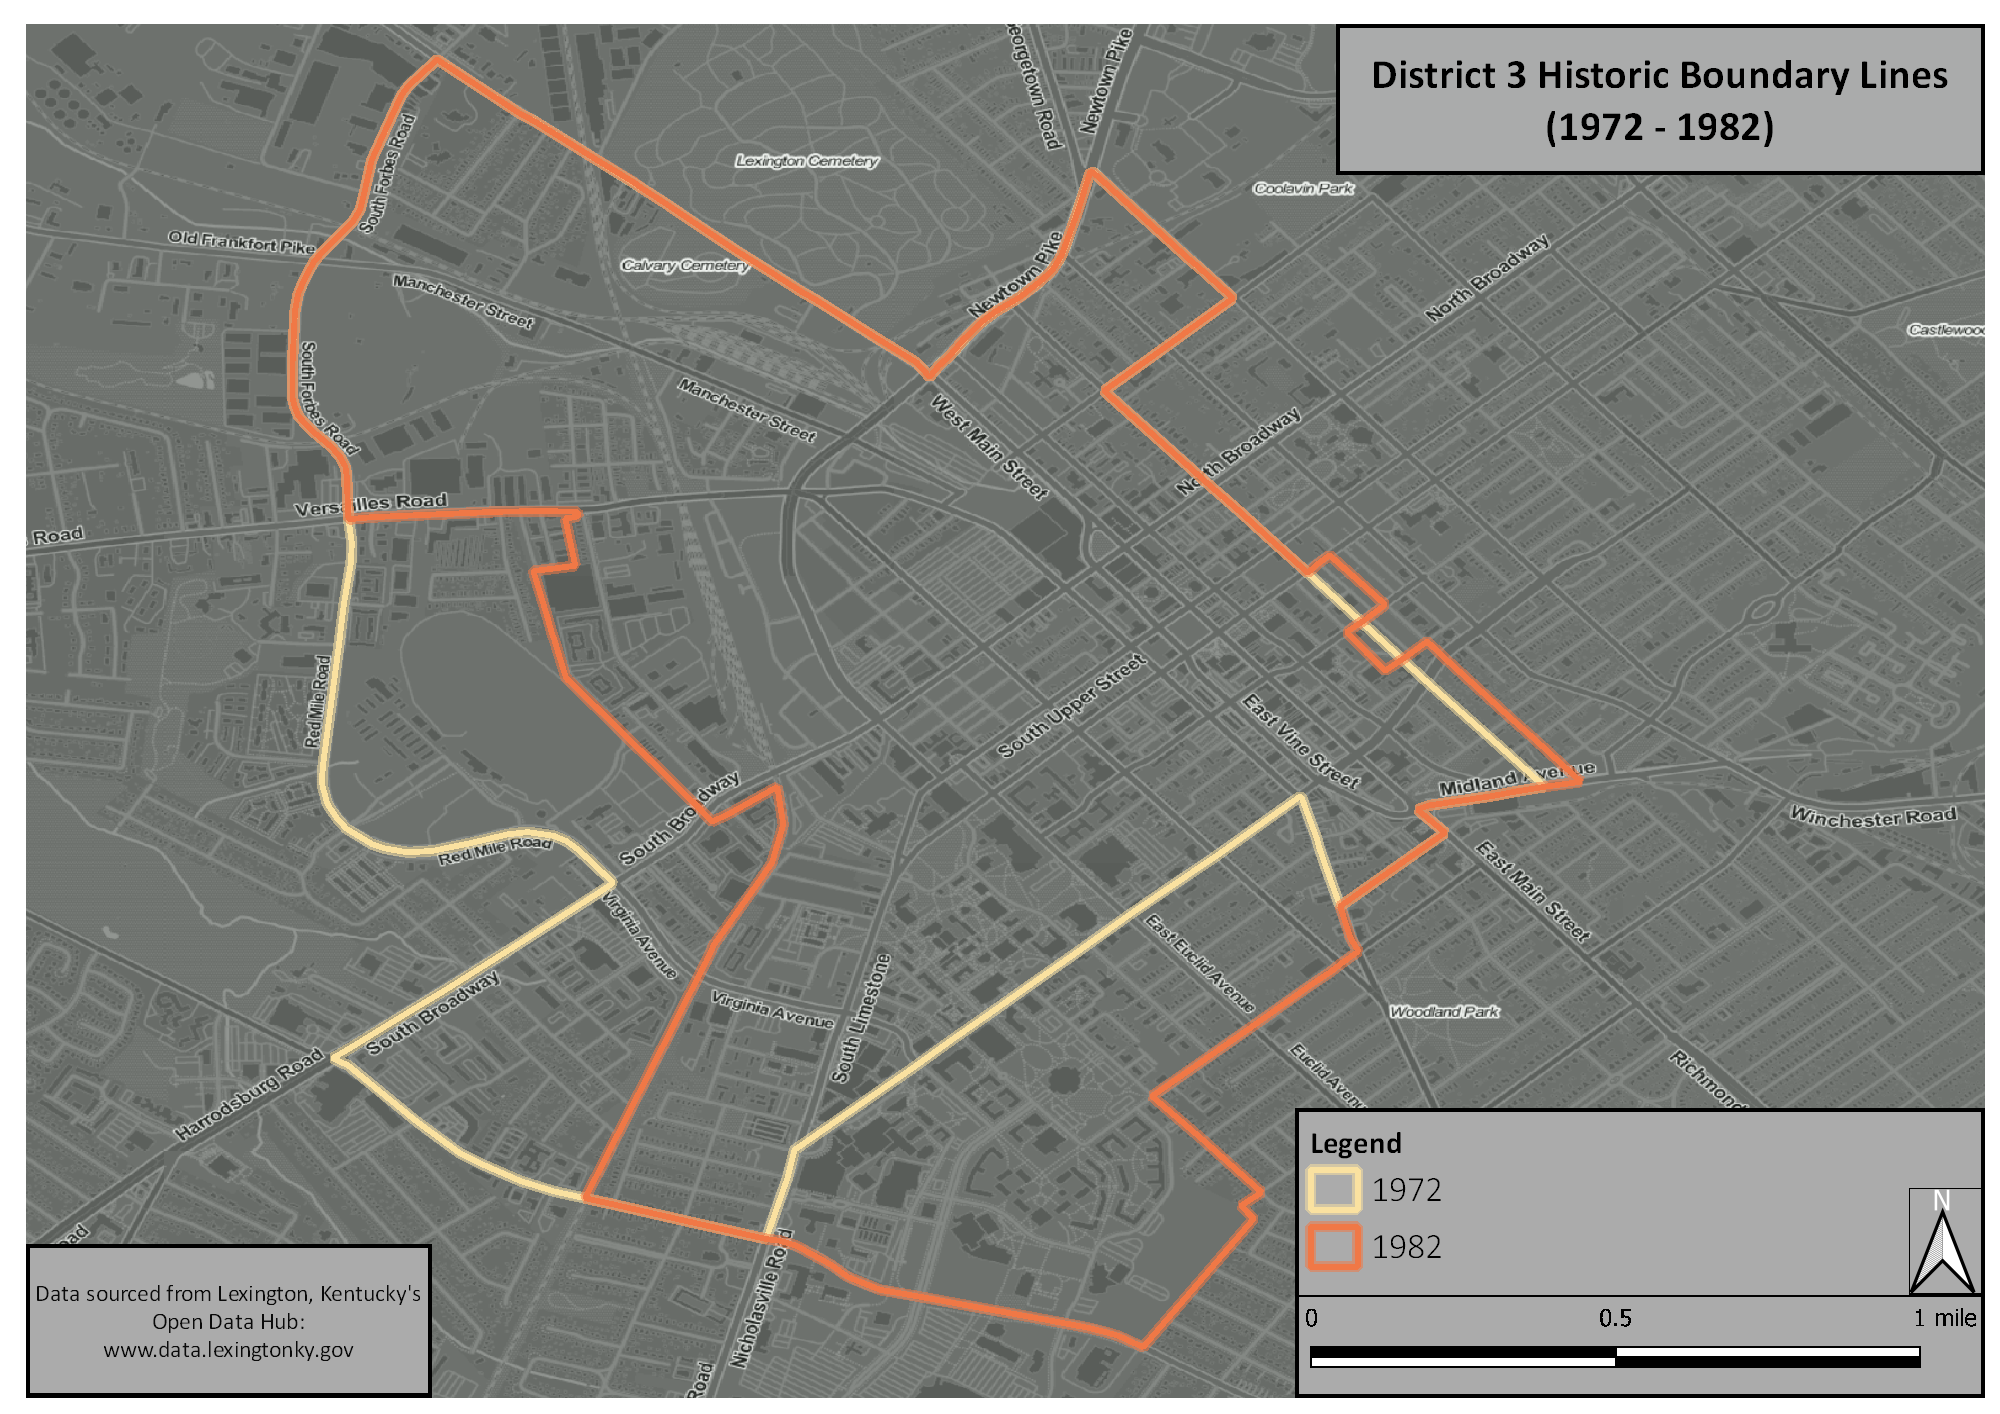 District 3 Historic Boundary Lines
(1972 - 1982)
Newtown Pike
Road
Lexington Cemetery
Coolavin Park
South Forbes Road
Old Frankfort Pike
Calvary Cemetery
Newtown Pike
North Broadway
Manchester Street
Castlewood
South Forbes Road
Manchester Street
West Main Street
North Broadway
Versailles Road
Road
South Upper Street
Red Mile Road
East Vine Street
Midland Avenue
South Broadway
Winchester Road
Red Mile Road
Virginia Avenue
East Main Street
East Euclid Avenue
South Limestone
Virginia Avenue
South Broadway
Woodland Park
Harrodsburg Road
Euclid Avenue
Richmond
Nicholasville Road
Road
Legend
1972
1982
N
0 0.5 1 mile
Data sourced from Lexington, Kentucky's
Open Data Hub:
www.data.lexingtonky.gov